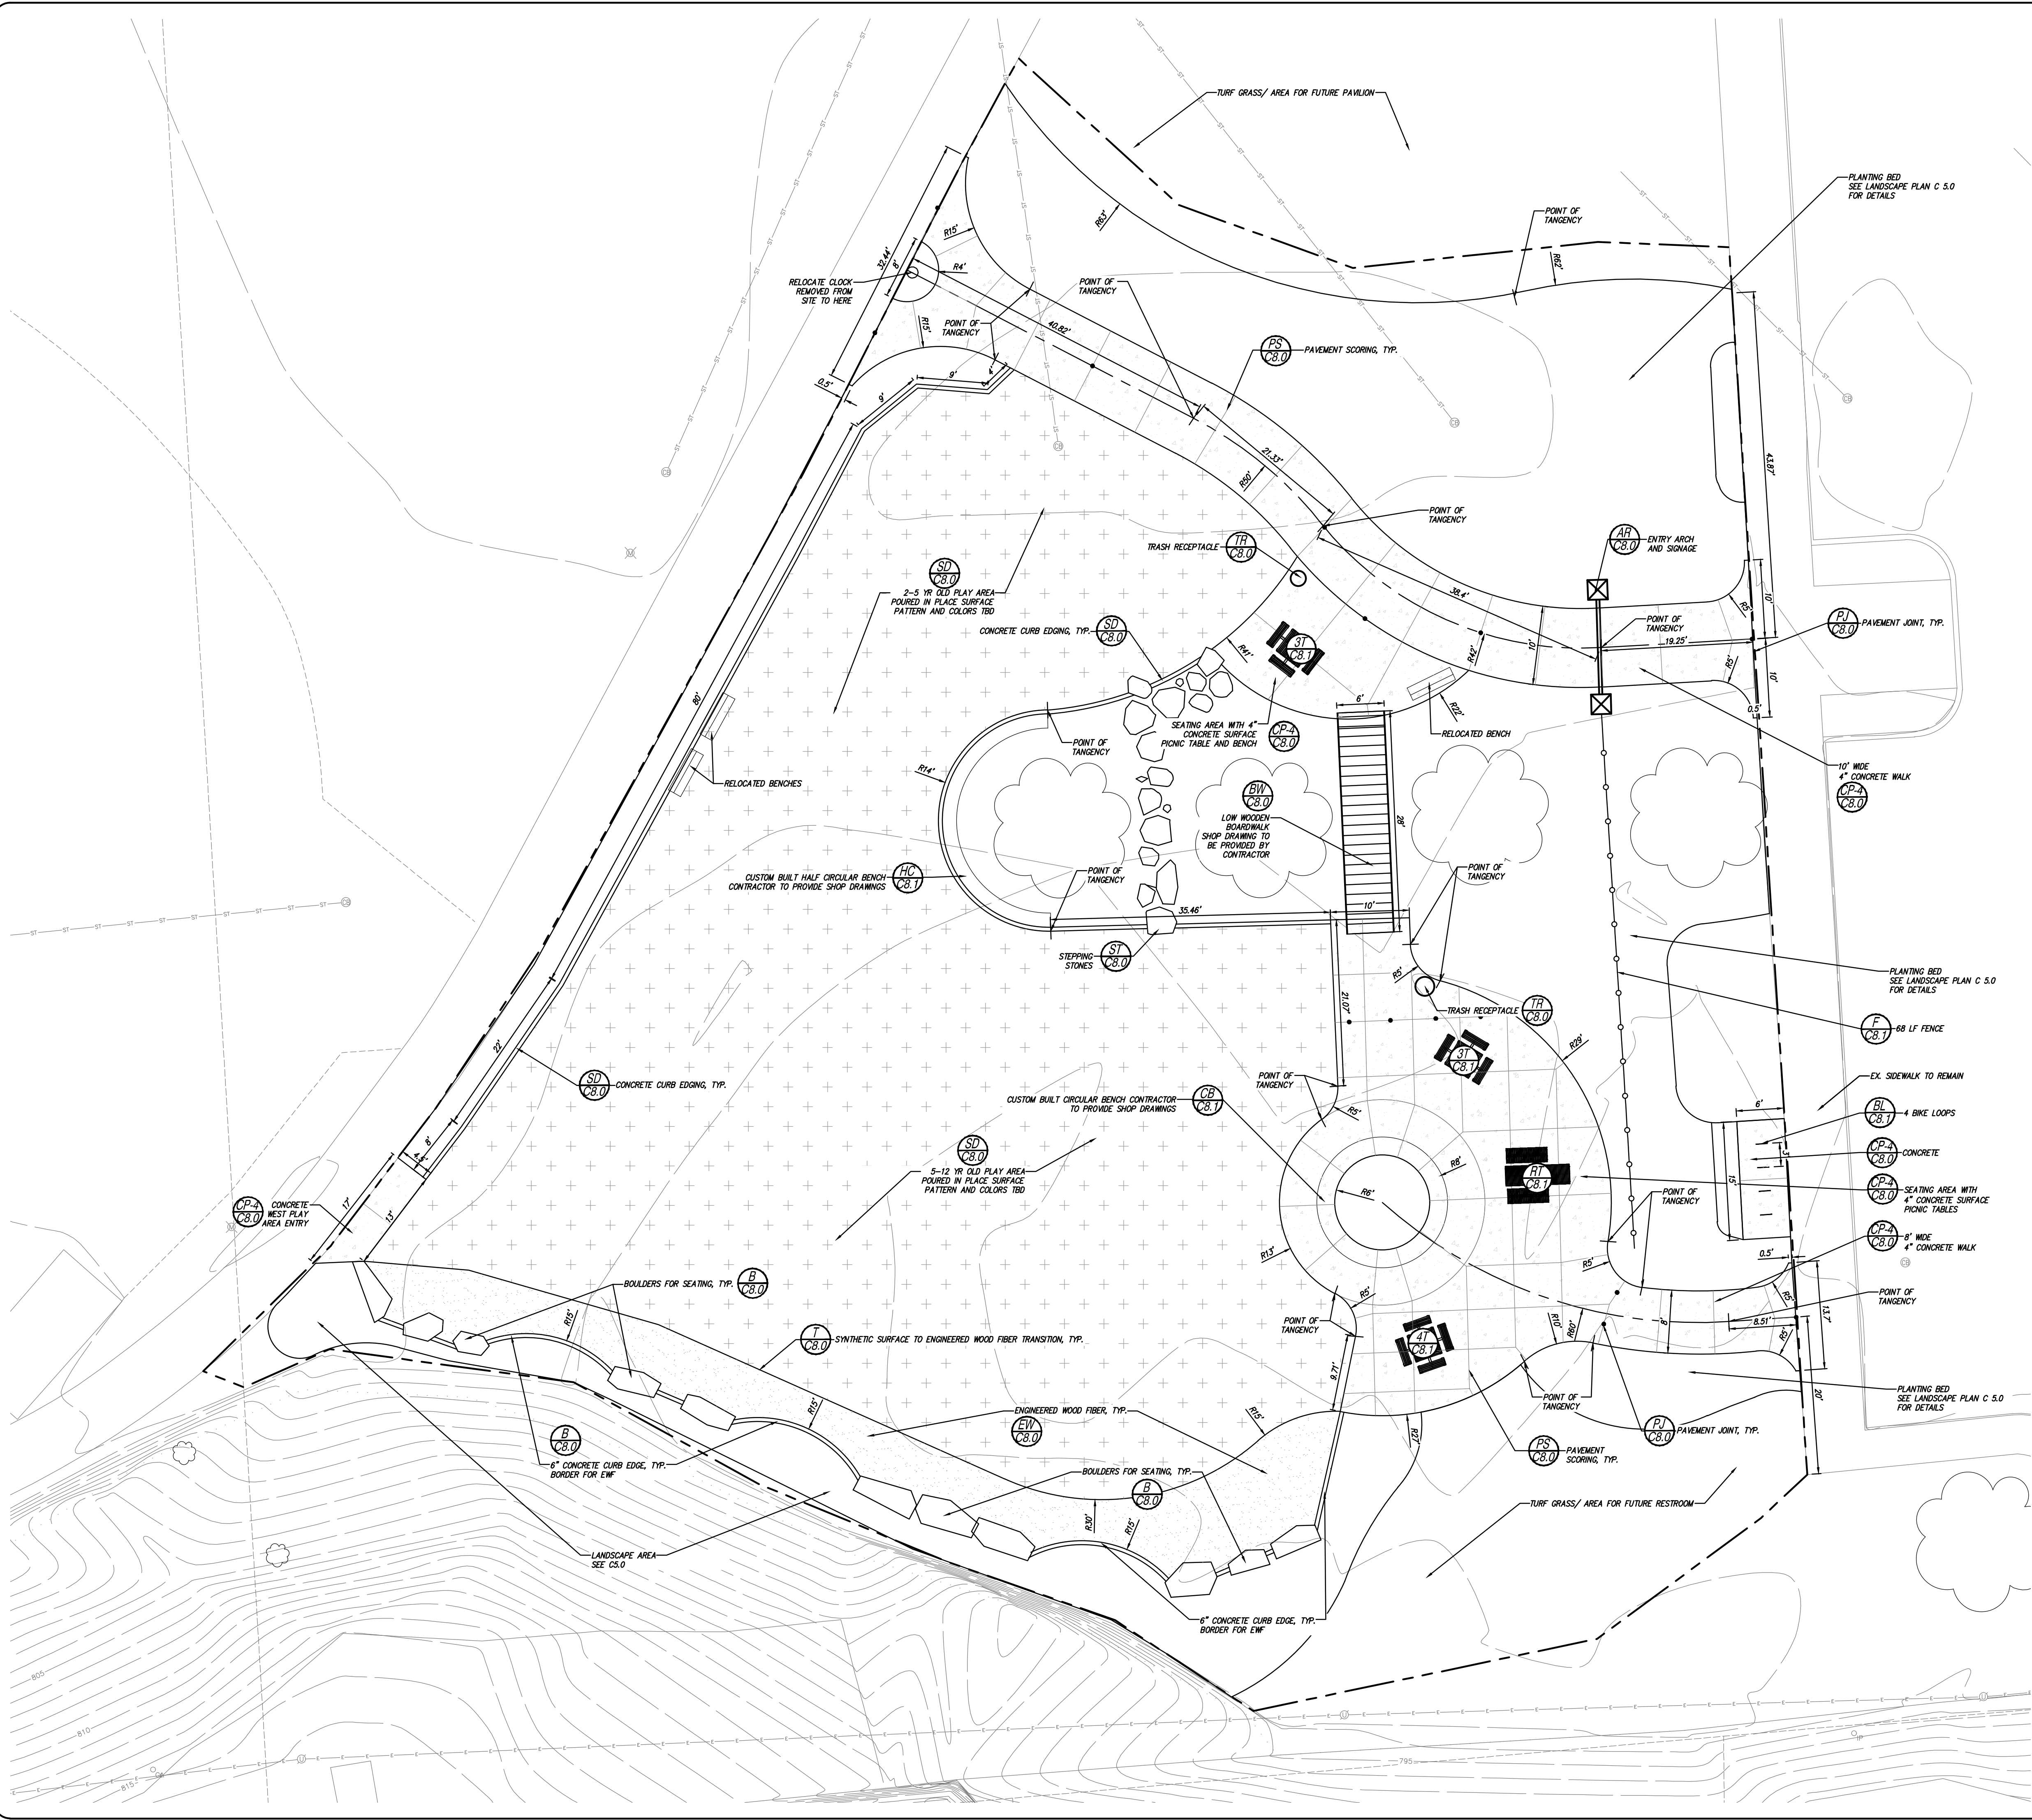 TURF GRASS/ AREA FOR FUTURE PAVILION
PLANTING BED
SEE LANDSCAPE PLAN C 5.0
FOR DETAILS
POINT OF
TANGENCY
R63'
R62'
R15'
32.44'
8'
R4'
RELOCATE CLOCK
REMOVED FROM
SITE TO HERE
POINT OF
TANGENCY
POINT OF
TANGENCY
R15'
40.82'
PS
C8.0
PAVEMENT SCORING, TYP.
0.5'
9'
9'
4'
21.33'
R50'
43.87'
POINT OF
TANGENCY
TRASH RECEPTACLE
TR
C8.0
AR
C8.0
ENTRY ARCH
AND SIGNAGE
SD
C8.0
2-5 YR OLD PLAY AREA
POURED IN PLACE SURFACE
PATTERN AND COLORS TBD
38.4'
R5'
10'
CONCRETE CURB EDGING, TYP.
SD
C8.0
3T
C8.1
R41'
R42'
10'
POINT OF
TANGENCY
19.25'
PJ
C8.0
PAVEMENT JOINT, TYP.
R5'
10'
0.5'
80'
6'
R22'
SEATING AREA WITH 4"
CONCRETE SURFACE
PICNIC TABLE AND BENCH
CP-4
C8.0
RELOCATED BENCH
POINT OF
TANGENCY
R14'
RELOCATED BENCHES
10' WIDE
4" CONCRETE WALK
CP-4
C8.0
BW
C8.0
LOW WOODEN
BOARDWALK
SHOP DRAWING TO
BE PROVIDED BY
CONTRACTOR
28'
CUSTOM BUILT HALF CIRCULAR BENCH
CONTRACTOR TO PROVIDE SHOP DRAWINGS
HC
C8.1
POINT OF
TANGENCY
POINT OF
TANGENCY
35.46'
10'
STEPPING
STONES
ST
C8.0
R5'
PLANTING BED
SEE LANDSCAPE PLAN C 5.0
FOR DETAILS
21.07'
TRASH RECEPTACLE
TR
C8.0
F
C8.1
68 LF FENCE
22'
SD
C8.0
CONCRETE CURB EDGING, TYP.
3T
C8.1
R29'
POINT OF
TANGENCY
EX. SIDEWALK TO REMAIN
CUSTOM BUILT CIRCULAR BENCH CONTRACTOR
TO PROVIDE SHOP DRAWINGS
CB
C8.1
R5'
6'
BL
C8.1
4 BIKE LOOPS
8'
4.5'
SD
C8.0
5-12 YR OLD PLAY AREA
POURED IN PLACE SURFACE
PATTERN AND COLORS TBD
R8'
R6'
RT
C8.1
3'
15'
CP-4
C8.0
CONCRETE
CP-4
C8.0
SEATING AREA WITH
4" CONCRETE SURFACE
PICNIC TABLES
CP-4
C8.0
CONCRETE
WEST PLAY
AREA ENTRY
17'
13'
POINT OF
TANGENCY
CP-4
C8.0
8' WIDE
4" CONCRETE WALK
R13'
R5'
0.5'
BOULDERS FOR SEATING, TYP.
B
C8.0
R5'
R5'
13.7'
POINT OF
TANGENCY
R15'
POINT OF
TANGENCY
R10'
R60'
8'
8.51'
R5'
T
C8.0
SYNTHETIC SURFACE TO ENGINEERED WOOD FIBER TRANSITION, TYP.
4T
C8.1
9.71'
20'
PLANTING BED
SEE LANDSCAPE PLAN C 5.0
FOR DETAILS
POINT OF
TANGENCY
R15'
ENGINEERED WOOD FIBER, TYP.
EW
C8.0
R15'
R27'
PJ
C8.0
PAVEMENT JOINT, TYP.
B
C8.0
6" CONCRETE CURB EDGE, TYP.
BORDER FOR EWF
PS
C8.0
PAVEMENT
SCORING, TYP.
BOULDERS FOR SEATING, TYP.
B
C8.0
R30'
R15'
TURF GRASS/ AREA FOR FUTURE RESTROOM
LANDSCAPE AREA
SEE C5.0
6" CONCRETE CURB EDGE, TYP.
BORDER FOR EWF
805
810
815
795